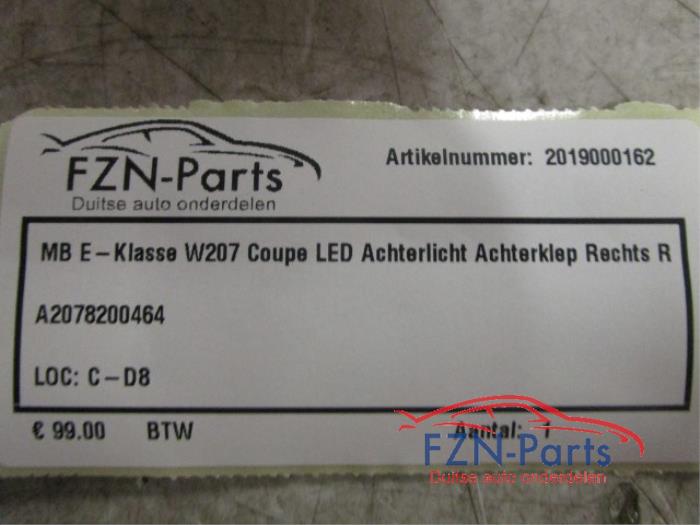 FZN-Parts
Duitse auto onderdelen
Artikelnummer: 2019000162
MB E-Klasse W207 Coupe LED Achterlicht Achterklep Rechts R
A2078200464
LOC: C-D8
€ 99.00 BTW Aantal: 1
FZN-Parts
Duitse auto onderdelen